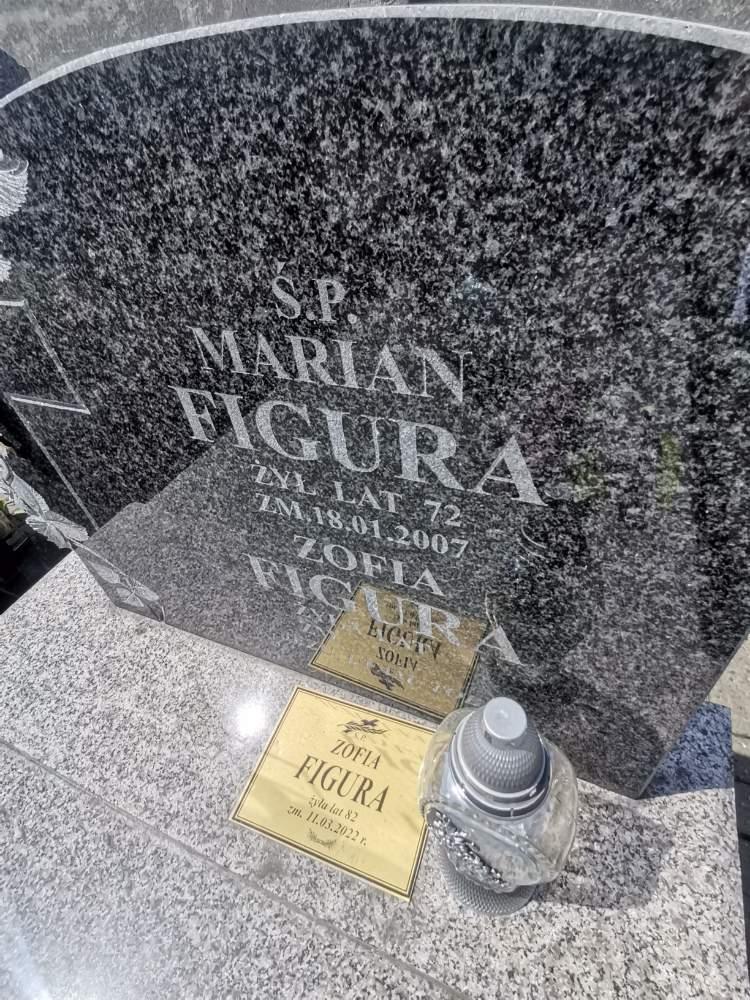 Ś.P.
MARIAN
FIGURA
ŻYŁ LAT 72
ZM.18.01.2007
ZOFIA
FIGURA
Ś.P.
ZOFIA
FIGURA
żyła lat 82
zm. 11.03.2022 r.